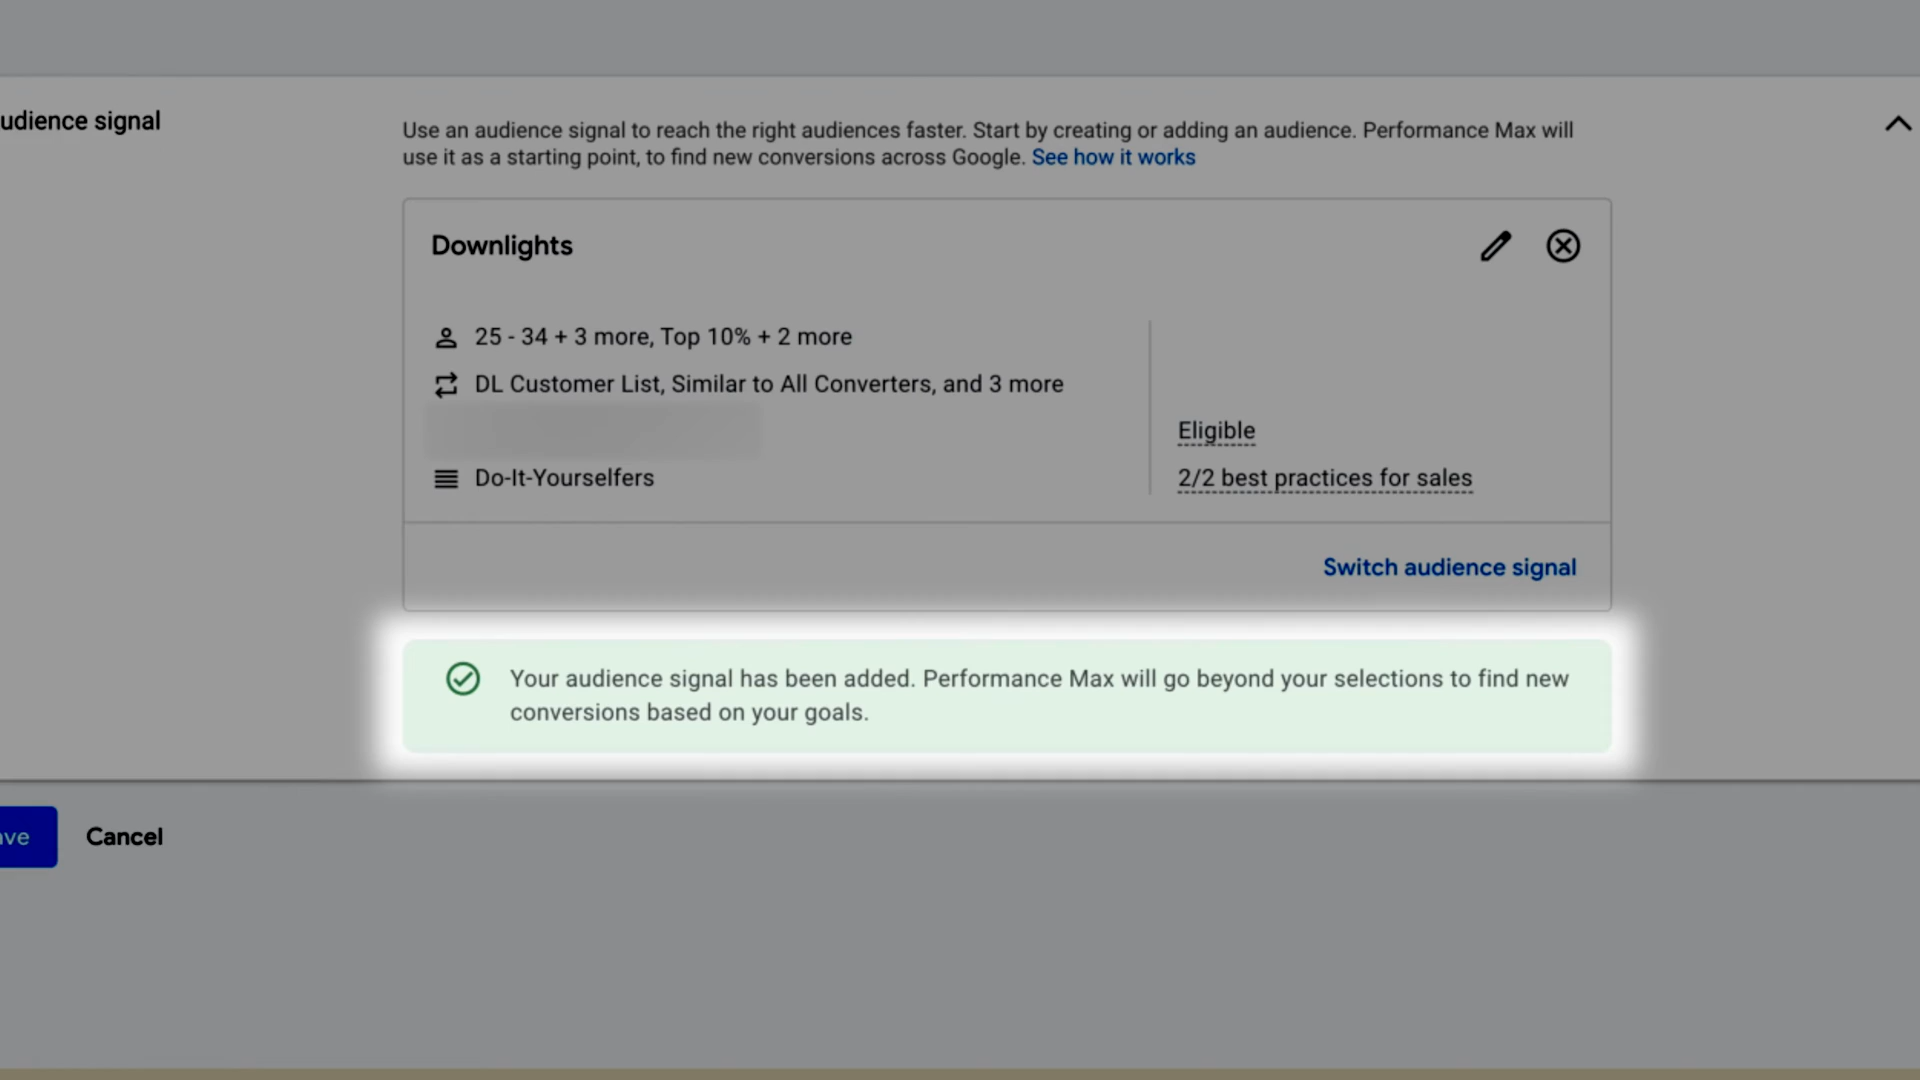 udience signal
Use an audience signal to reach the right audiences faster. Start by creating or adding an audience. Performance Max will
use it as a starting point, to find new conversions across Google. See how it works
Downlights
25 - 34 + 3 more, Top 10% + 2 more
DL Customer List, Similar to All Converters, and 3 more
Eligible
Do-It-Yourselfers
2/2 best practices for sales
Switch audience signal
Your audience signal has been added. Performance Max will go beyond your selections to find new
conversions based on your goals.
ave Cancel